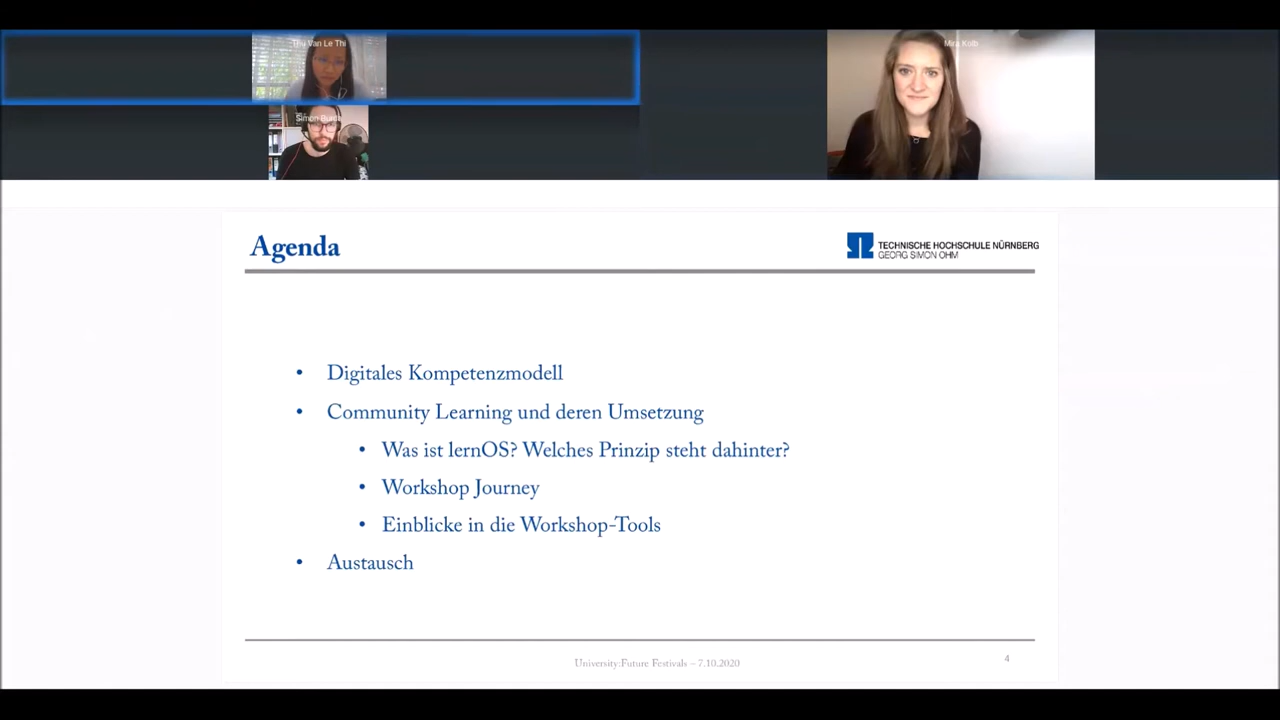 Thu Van Le Thi
Mira Kolb
Simon
Agenda
TECHNISCHE HOCHSCHULE NÜRNBERG
GEORG SIMON OHM
• Digitales Kompetenzmodell
• Community Learning und deren Umsetzung
• Was ist lernOS? Welches Prinzip steht dahinter?
• Workshop Journey
• Einblicke in die Workshop-Tools
• Austausch
University:Future Festivals – 7.10.2020
4